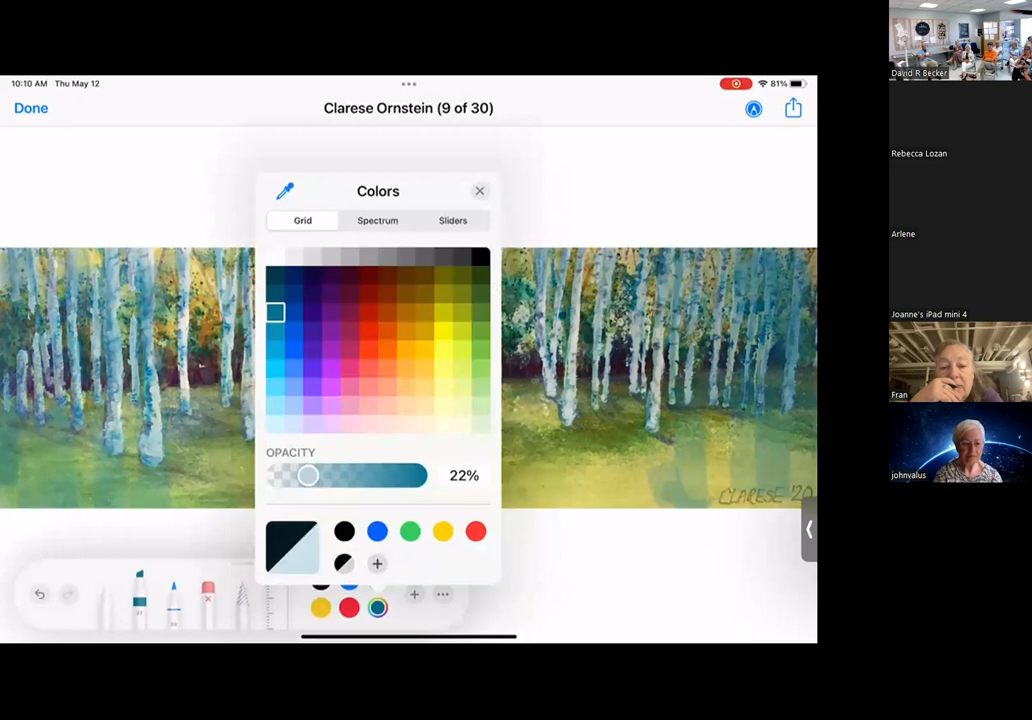 10:10 AM Thu May 12
81%
Done
Clarese Ornstein (9 of 30)
Colors
Grid
Spectrum
Sliders
OPACITY
22%
CLARESE '20
David R Becker
Rebecca Lozan
Arlene
Joanne's iPad mini 4
Fran
johnvalus